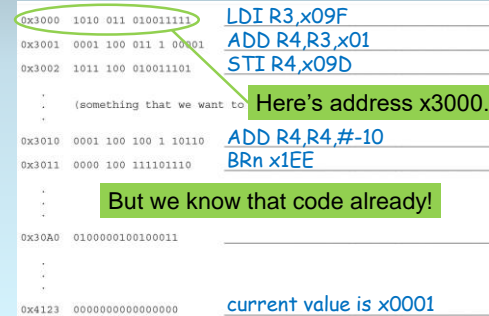 0x3000 1010 011 010011111 LDI R3,x09F
0x3001 0001 100 011 1 00001 ADD R4,R3,x01
0x3002 1011 100 010011101 STI R4,x09D
.
.
.
(something that we want to
Here's address x3000.
0x3010 0001 100 100 1 10110 ADD R4,R4,#-10
0x3011 0000 100 111101110 BRn x1EE
.
.
.
But we know that code already!
0x30A0 0100000100100011
.
.
.
0x4123 0000000000000000 current value is x0001